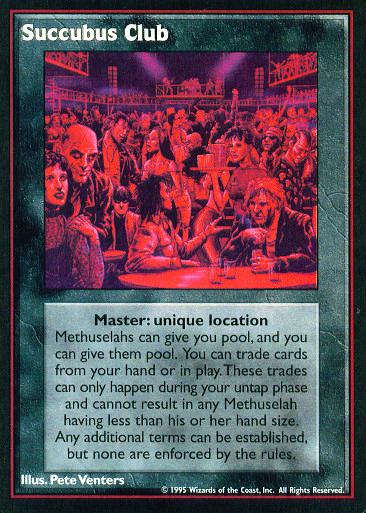 Succubus Club
Master: unique location
Methuselahs can give you pool, and you
can give them pool. You can trade cards
from your hand or in play. These trades
can only happen during your untap phase
and cannot result in any Methuselah
having less than his or her hand size.
Any additional terms can be established,
but none are enforced by the rules.
Illus. Pete Venters
© 1995 Wizards of the Coast, Inc. All Rights Reserved.